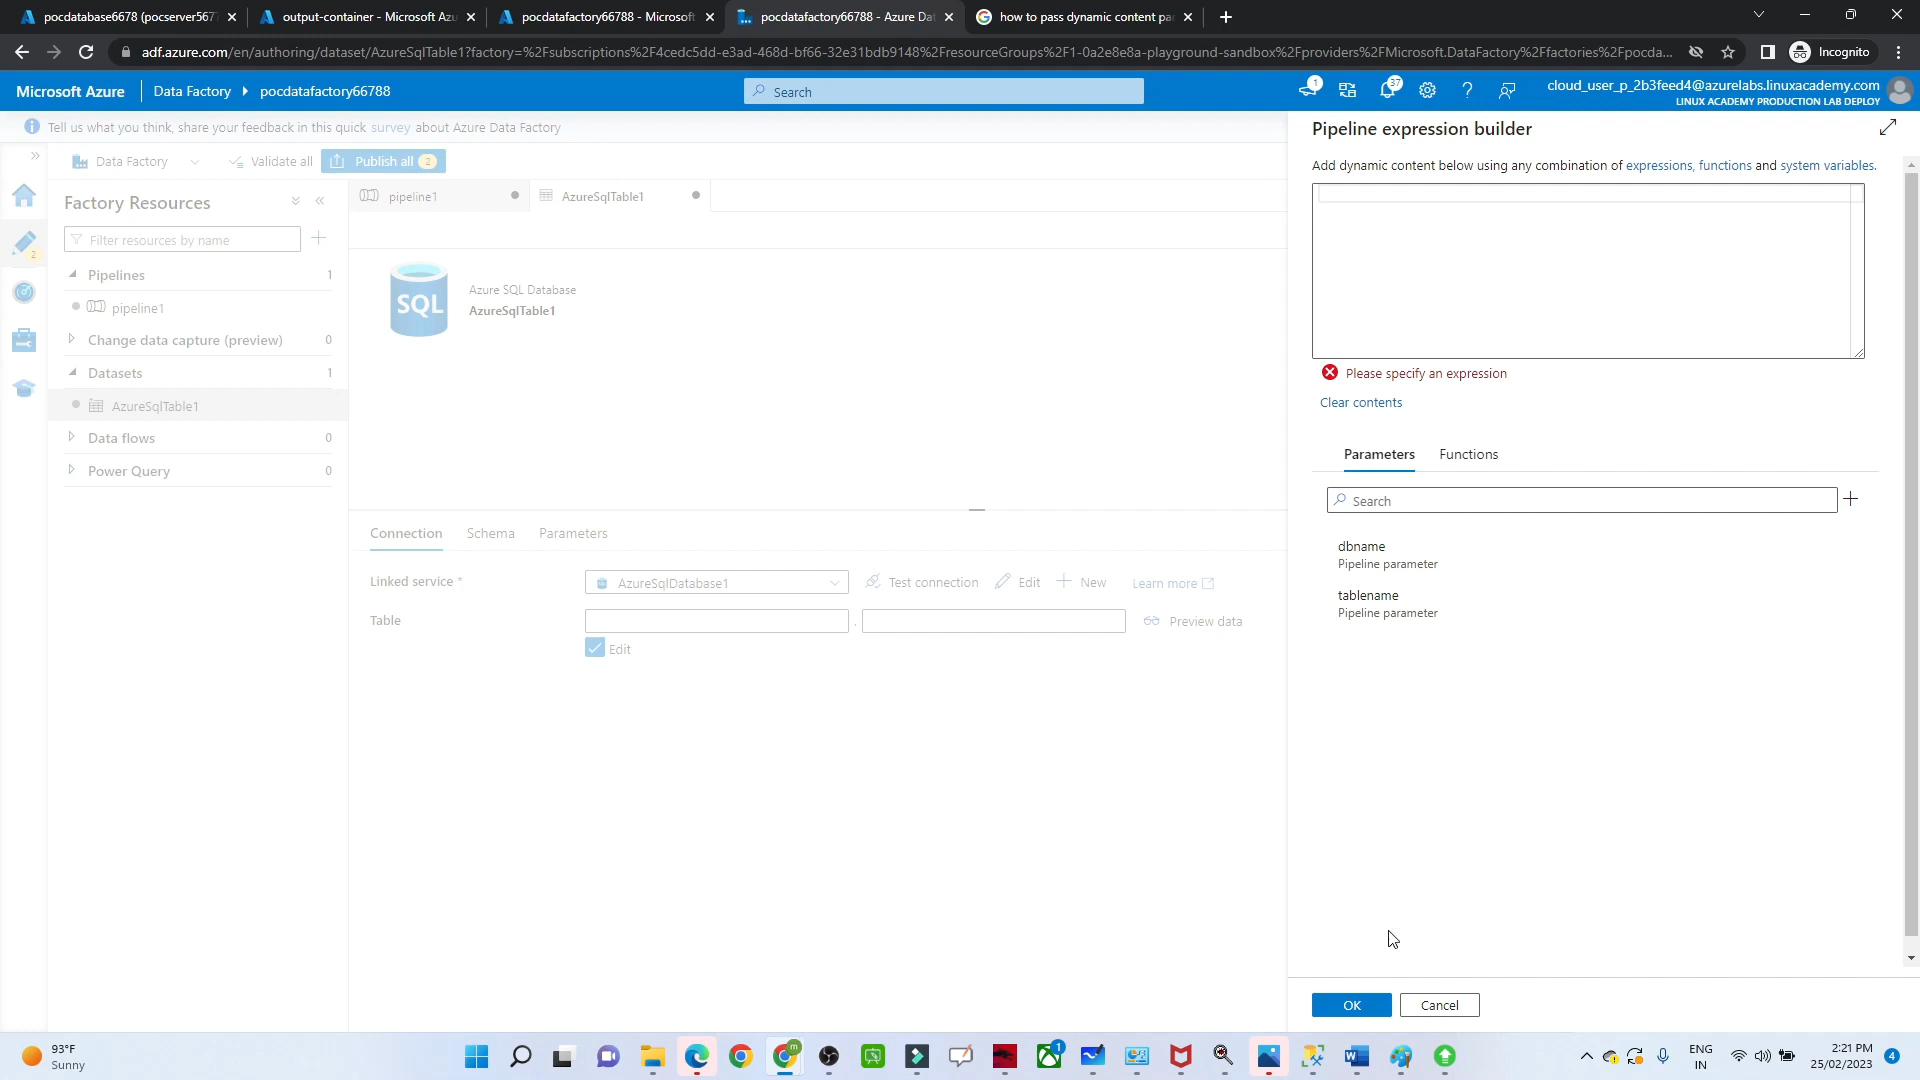 pocdatabase6678 (pocserver567
output-container - Microsoft Azu
pocdatafactory66788 - Microsoft
pocdatafactory66788 - Azure Dat
how to pass dynamic content pa
adf.azure.com/en/authoring/dataset/AzureSqlTable1?factory=%2Fsubscriptions%2F4cedc5dd-e3ad-468d-bf66-32e31bdb9148%2FresourceGroups%2F1-0a2e8e8a-playground-sandbox%2Fproviders%2FMicrosoft.DataFactory%2Ffactories%2Fpocda...
Incognito
Microsoft Azure
Data Factory
pocdatafactory66788
Search
1
37
cloud_user_p_2b3feed4@azurelabs.linuxacademy.com
LINUX ACADEMY PRODUCTION LAB DEPLOY
Tell us what you think, share your feedback in this quick survey about Azure Data Factory
Data Factory
Validate all
Publish all 2
Factory Resources
Filter resources by name
2
Pipelines 1
pipeline1
Change data capture (preview) 0
Datasets 1
AzureSqlTable1
Data flows 0
Power Query 0
pipeline1
AzureSqlTable1
SQL
Azure SQL Database
AzureSqlTable1
Connection
Schema
Parameters
Linked service *
AzureSqlDatabase1
Test connection
Edit
New
Learn more
Table
.
Preview data
Edit
Pipeline expression builder
Add dynamic content below using any combination of expressions, functions and system variables.
Please specify an expression
Clear contents
Parameters
Functions
Search
dbname
Pipeline parameter
tablename
Pipeline parameter
OK
Cancel
93°F
Sunny
m
1
ENG
IN
2:21 PM
25/02/2023
4